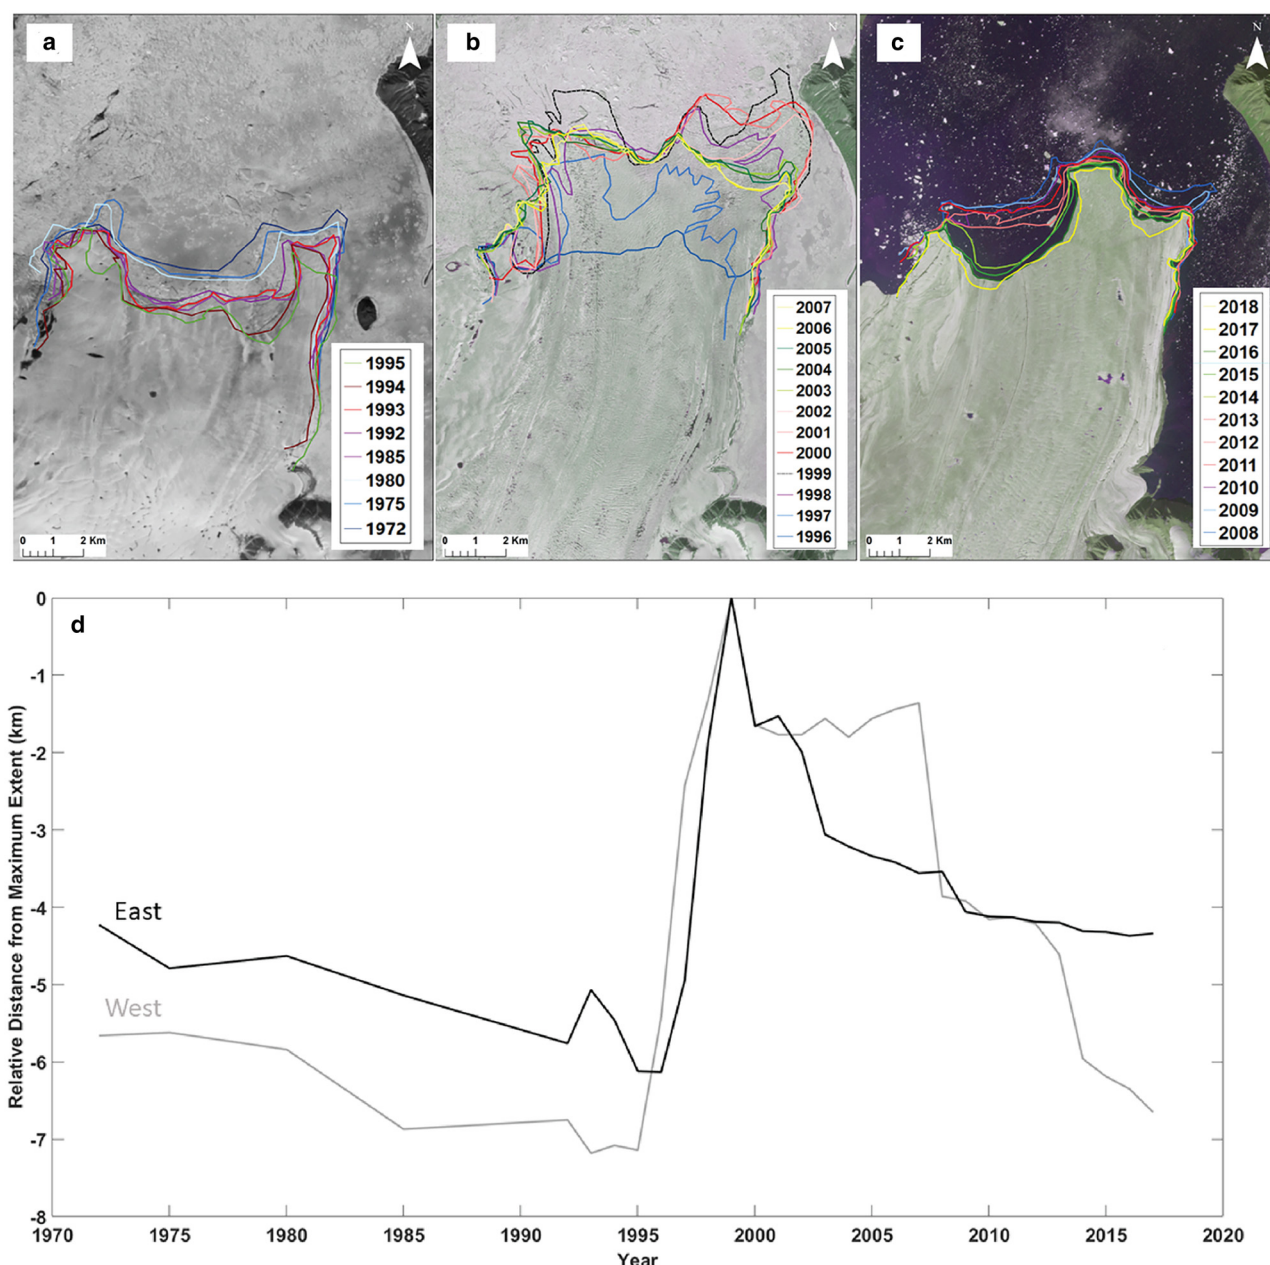 a
N
1995
1994
1993
1992
1985
1980
1975
1972
0 1 2 Km
b
N
2007
2006
2005
2004
2003
2002
2001
2000
1999
1998
1997
1996
0 1 2 Km
c
N
2018
2017
2016
2015
2014
2013
2012
2011
2010
2009
2008
0 1 2 Km
d
Relative Distance from Maximum Extent (km)
0
-1
-2
-3
-4
-5
-6
-7
-8
East
West
1970 1975 1980 1985 1990 1995 2000 2005 2010 2015 2020
Year